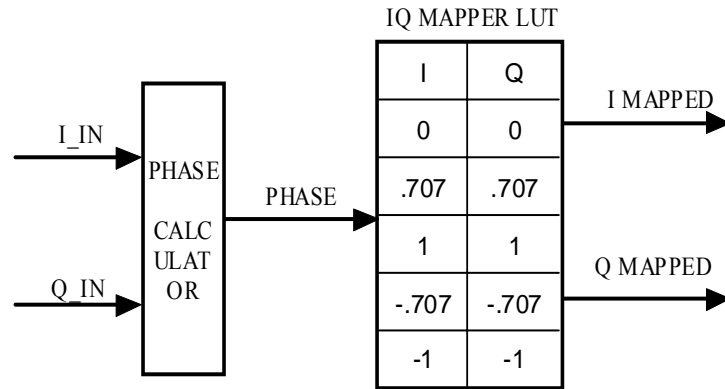 IQ MAPPER LUT
I Q
I MAPPED
0 0
I_IN
PHASE
.707 .707
PHASE
CALC
ULAT
OR
1 1
Q MAPPED
Q_IN
-.707 -.707
-1 -1